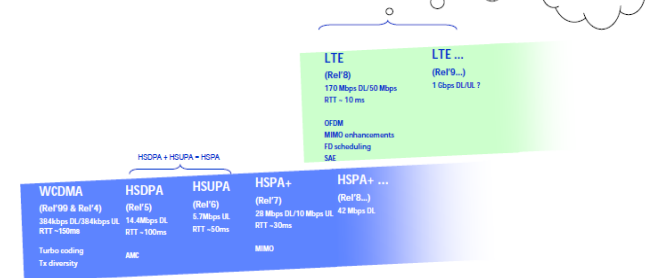 LTE
(Rel'8)
170 Mbps DL/50 Mbps
RTT ~ 10 ms
OFDM
MIMO enhancements
FD scheduling
SAE
LTE ...
(Rel'9...)
1 Gbps DL/UL ?
HSDPA + HSUPA = HSPA
WCDMA
(Rel'99 & Rel'4)
384kbps DL/384kbps UL
RTT ~150ms
Turbo coding
Tx diversity
HSDPA
(Rel'5)
14.4Mbps DL
RTT ~100ms
AMC
HSUPA
(Rel'6)
5.7Mbps UL
RTT ~50ms
HSPA+
(Rel'7)
28 Mbps DL/10 Mbps UL
RTT ~30ms
MIMO
HSPA+ ...
(Rel'8...)
42 Mbps DL